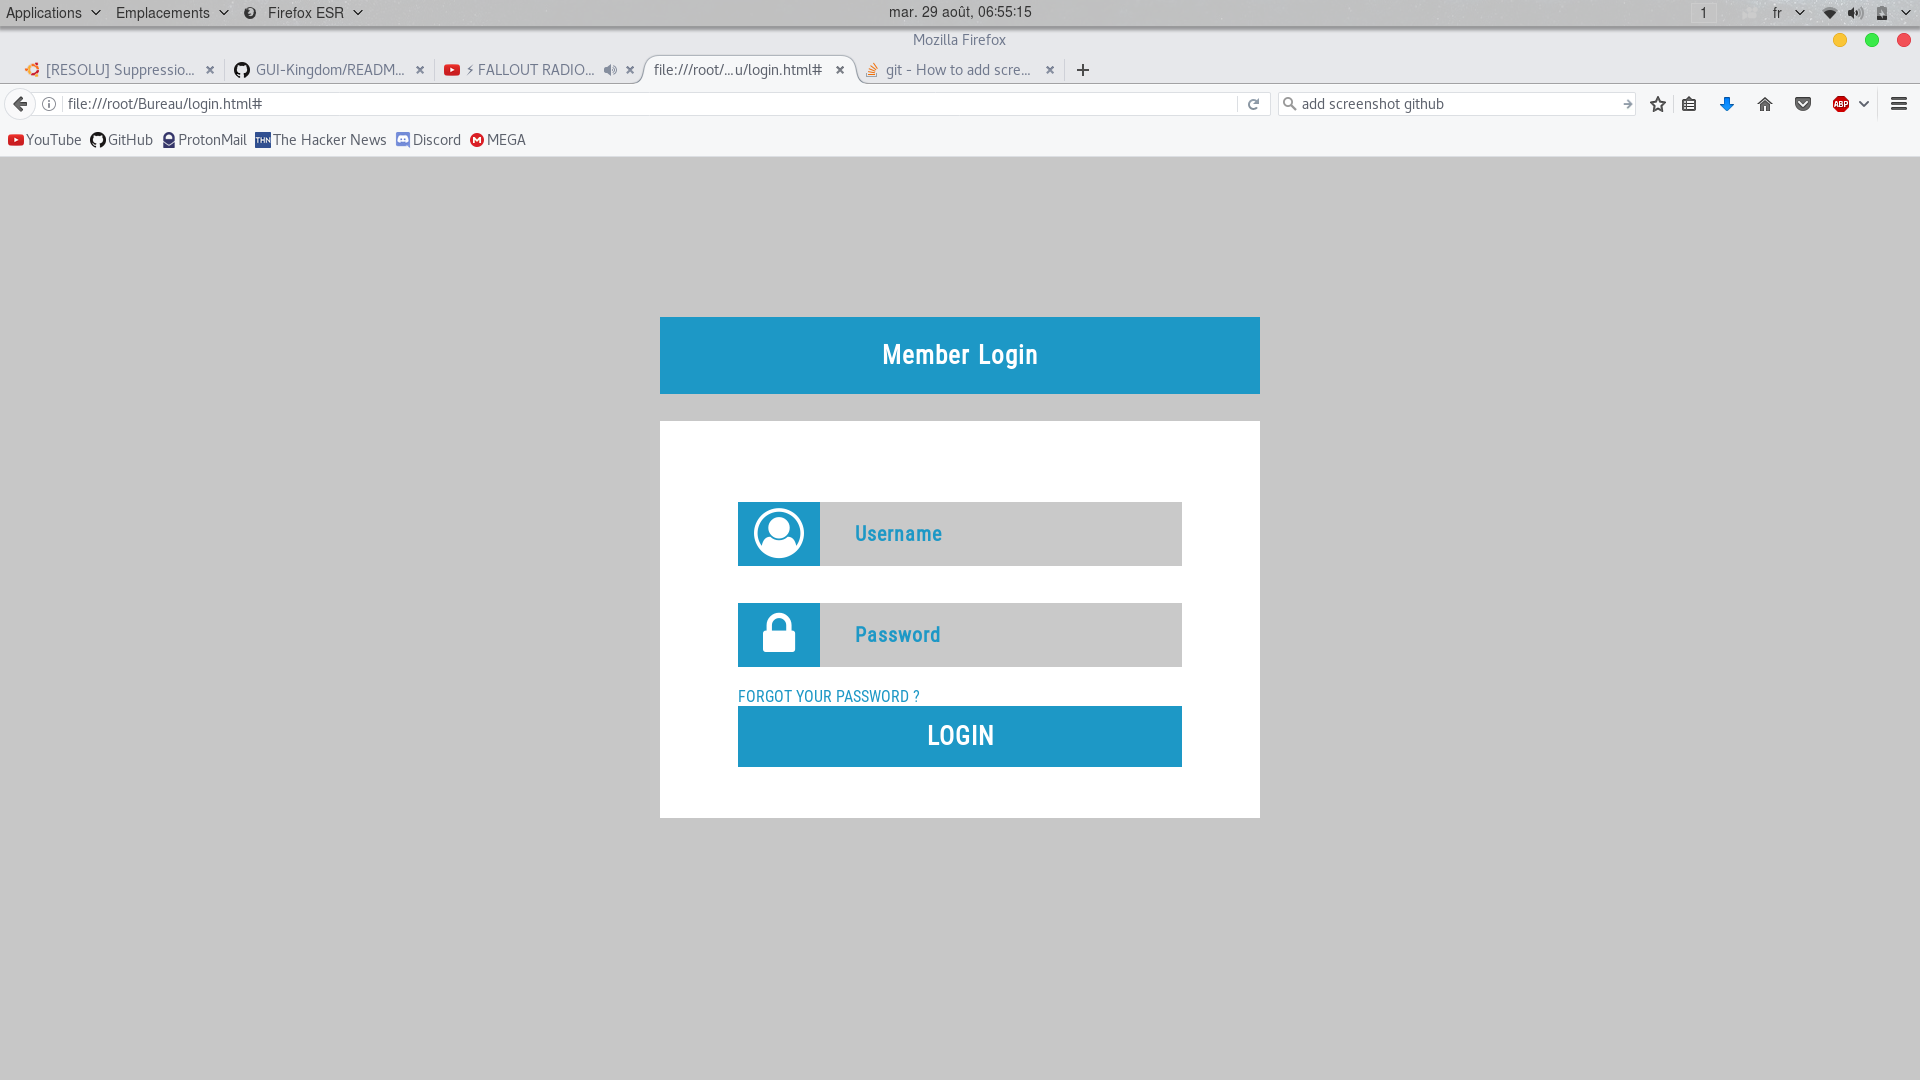 Applications Emplacements Firefox ESR mar. 29 août, 06:55:15 1 fr
Mozilla Firefox
[RESOLU] Suppressio... GUI-Kingdom/READM... ⚡ FALLOUT RADIO... file:///root/...u/login.html# git - How to add scre...
file:///root/Bureau/login.html# add screenshot github ABP
YouTube GitHub ProtonMail THN The Hacker News Discord M MEGA
Member Login
Username
Password
FORGOT YOUR PASSWORD ?
LOGIN